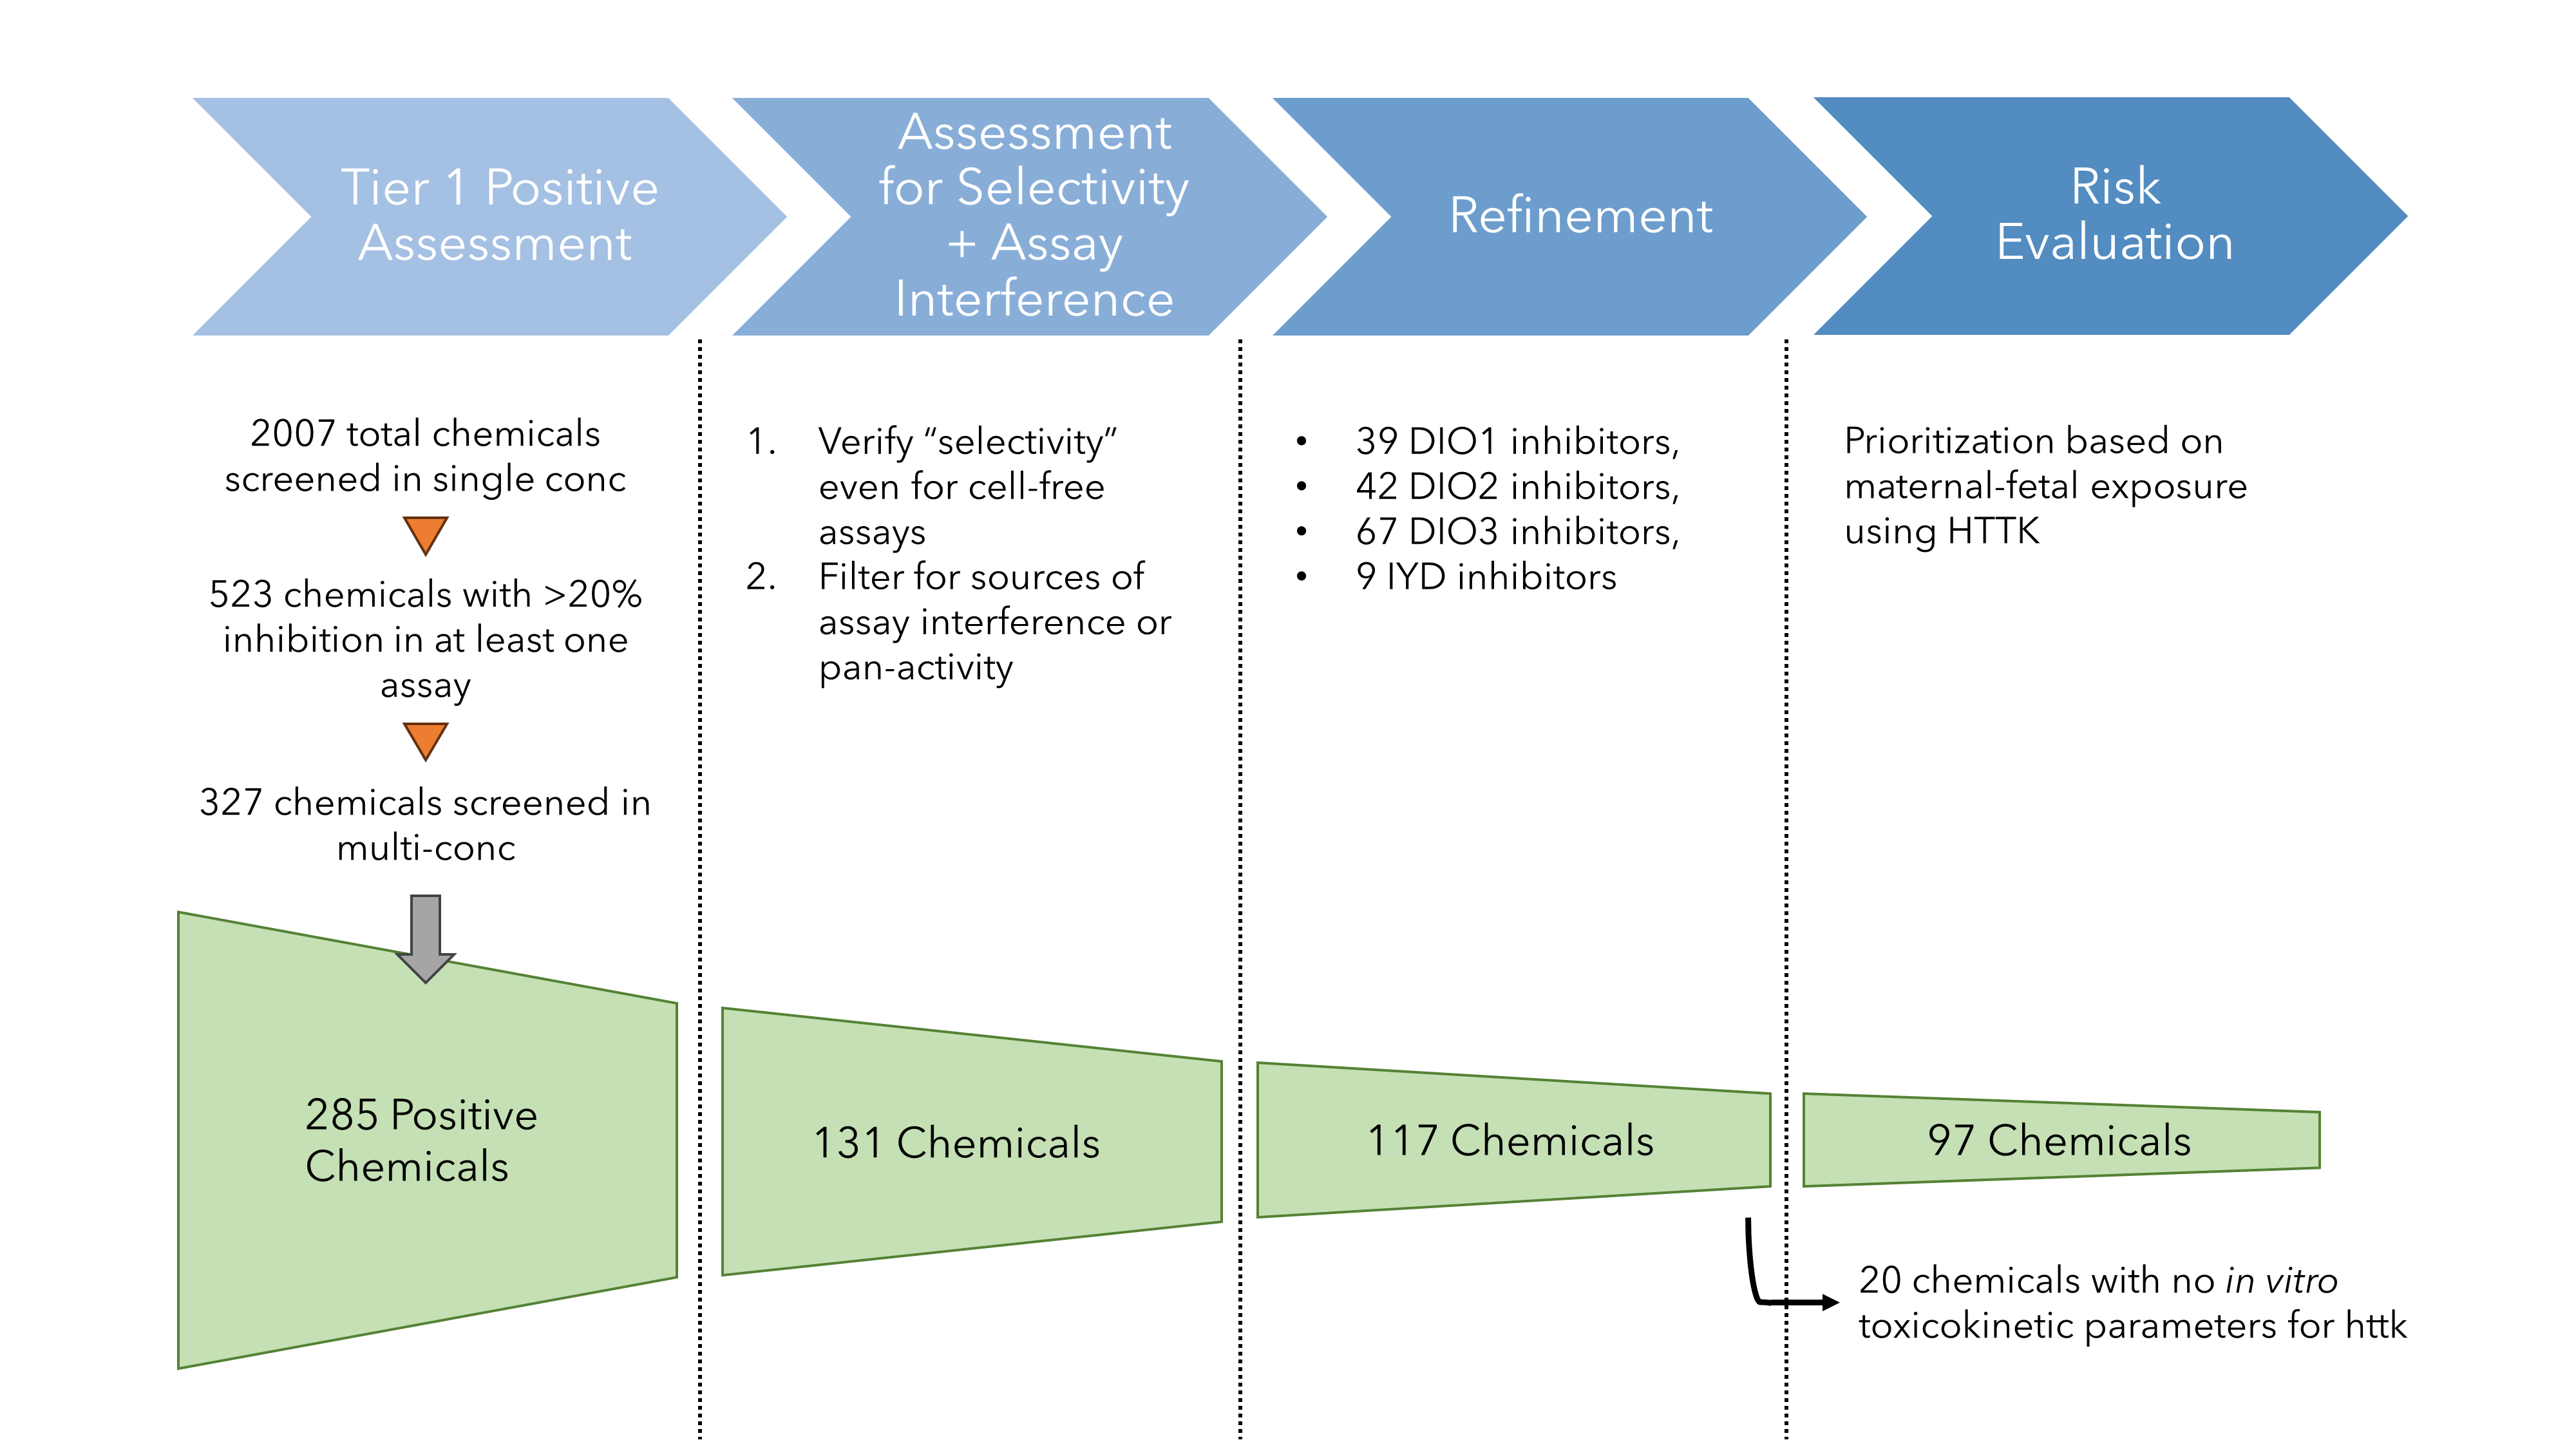 Tier 1 Positive
Assessment
Assessment
for Selectivity
+ Assay
Interference
Refinement
Risk
Evaluation
2007 total chemicals
screened in single conc
523 chemicals with >20%
inhibition in at least one
assay
327 chemicals screened in
multi-conc
285 Positive
Chemicals
1. Verify “selectivity”
even for cell-free
assays
2. Filter for sources of
assay interference or
pan-activity
131 Chemicals
• 39 DIO1 inhibitors,
• 42 DIO2 inhibitors,
• 67 DIO3 inhibitors,
• 9 IYD inhibitors
117 Chemicals
Prioritization based on
maternal-fetal exposure
using HTTK
97 Chemicals
20 chemicals with no in vitro
toxicokinetic parameters for httk